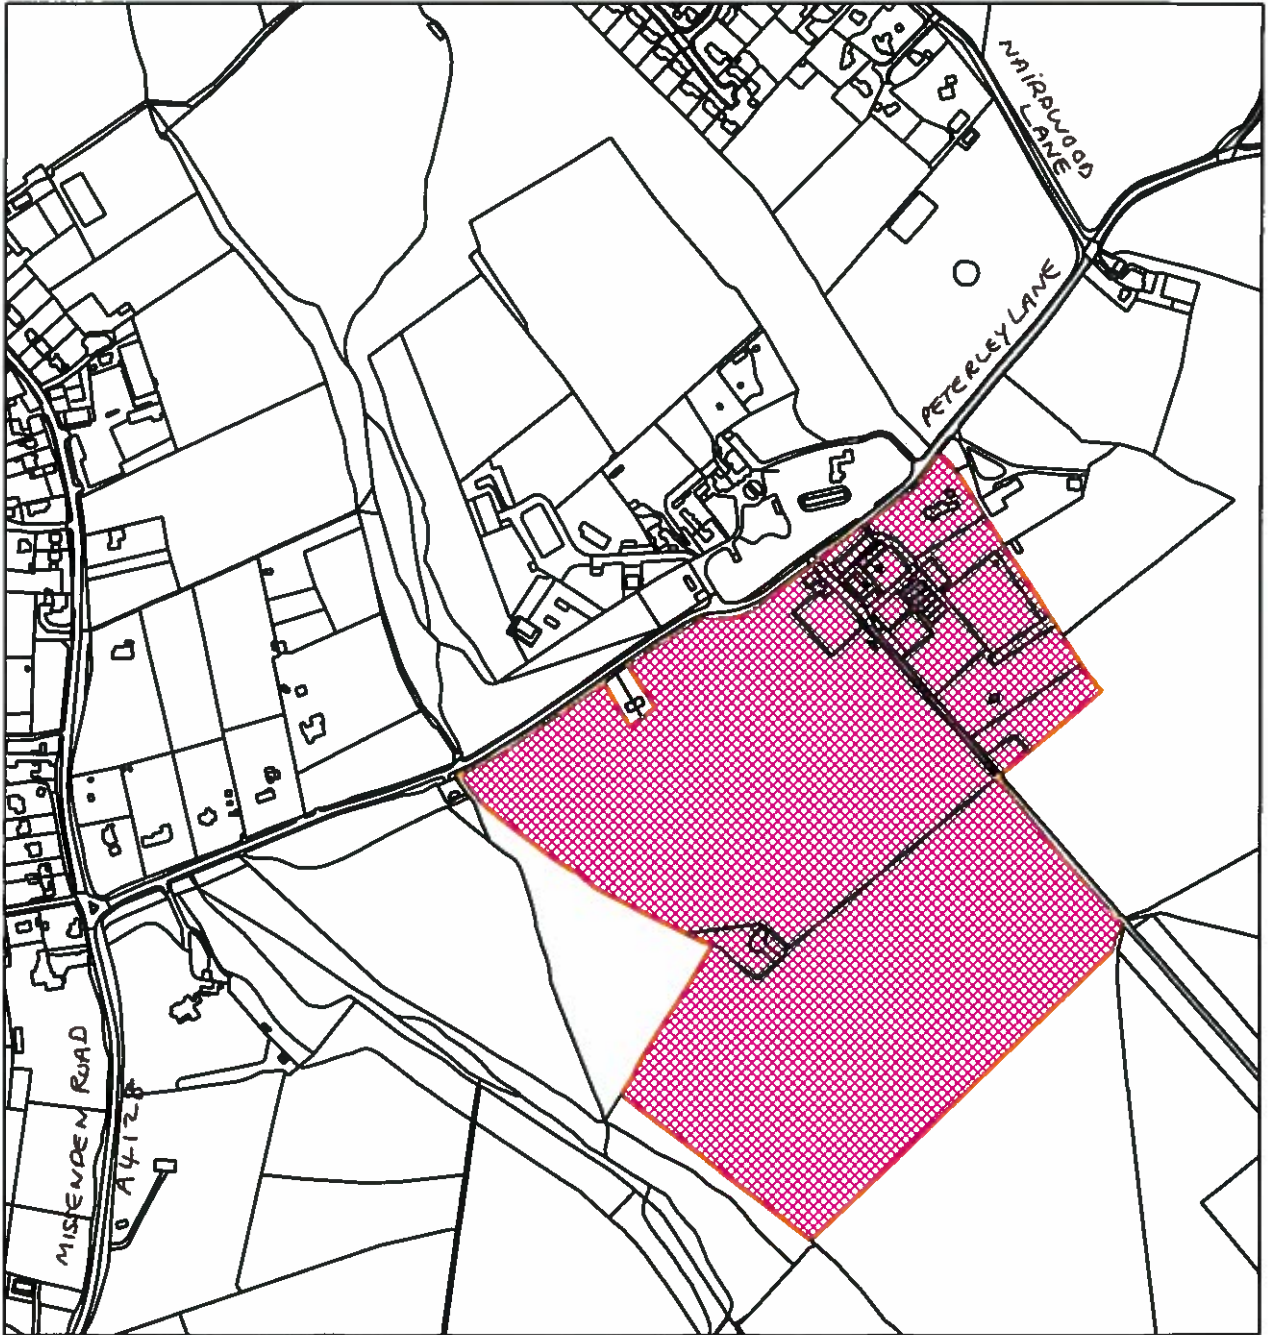 NAIRDWOOD
LANE
PETERLEY LANE
MISSENDEN ROAD
A4128